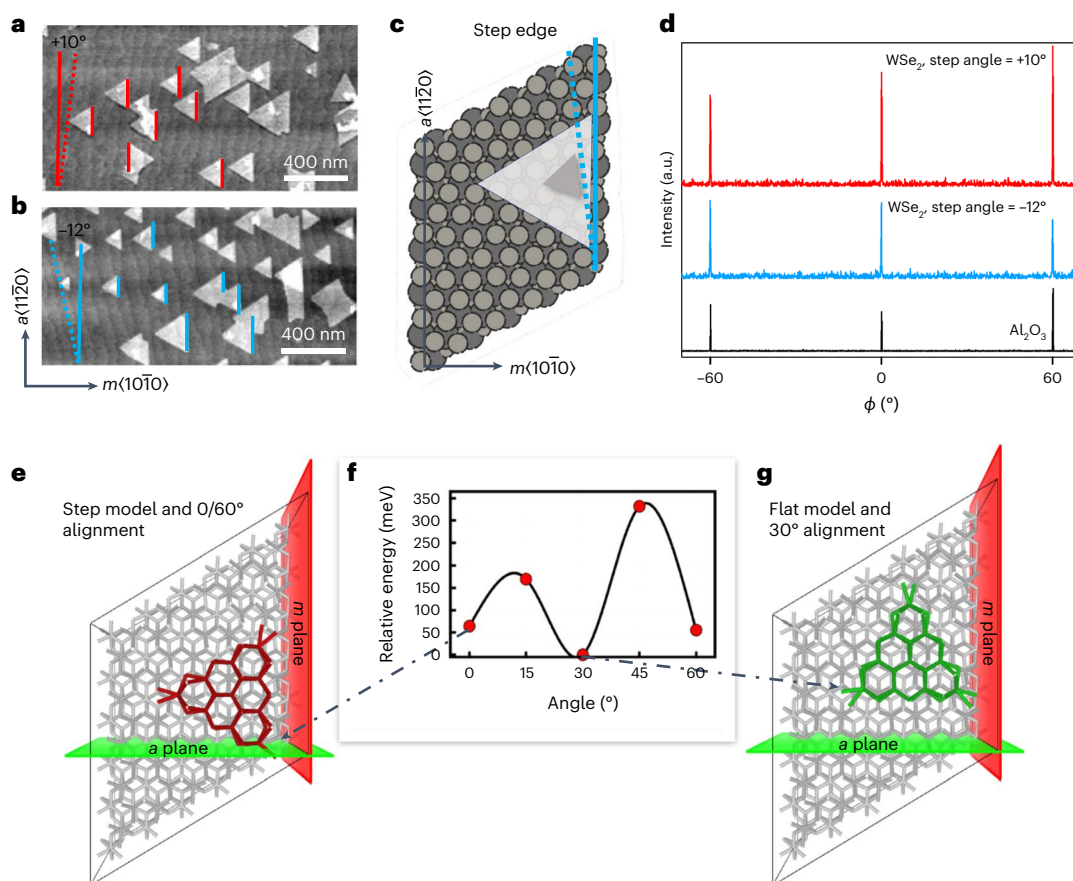 a
+10°
400 nm
b
−12°
400 nm
a⟨112̅0⟩
m⟨101̅0⟩
c
Step edge
a⟨112̅0⟩
m⟨101̅0⟩
d
WSe₂, step angle = +10°
WSe₂, step angle = −12°
Al₂O₃
Intensity (a.u.)
−60
0
60
ϕ (°)
e
Step model and 0/60°
alignment
m plane
a plane
f
Relative energy (meV)
350
300
250
200
150
100
50
0
0
15
30
45
60
Angle (°)
g
Flat model and
30° alignment
m plane
a plane